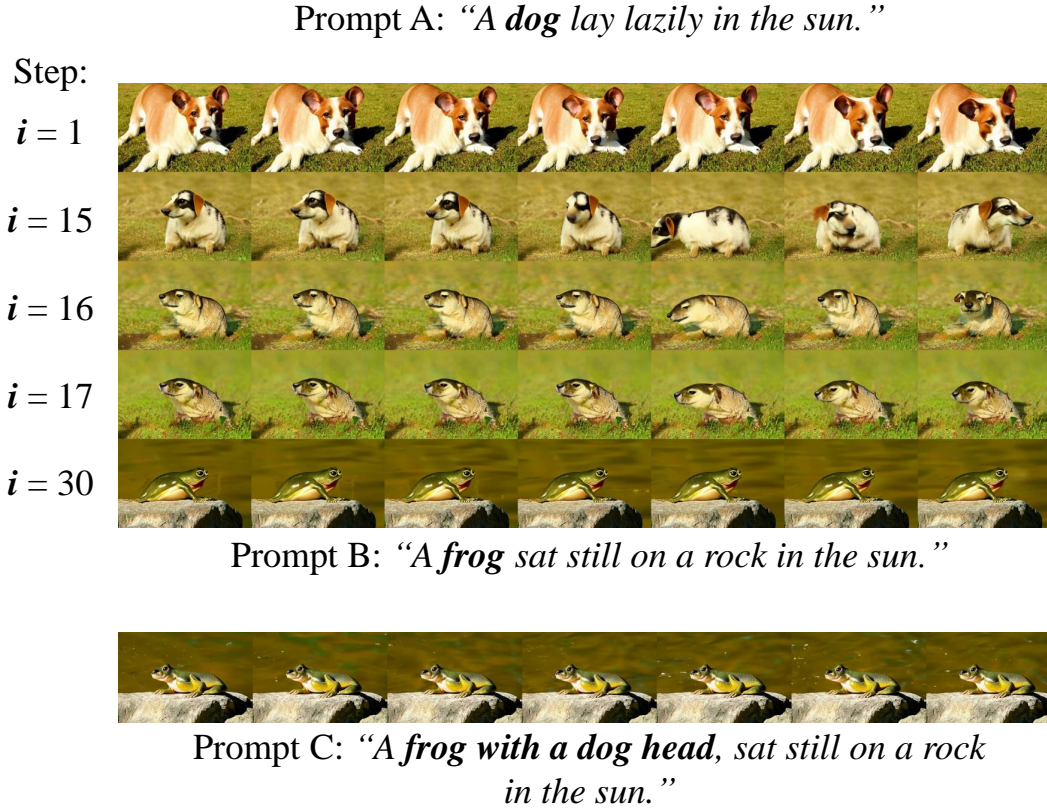 Prompt A: “A dog lay lazily in the sun.”
Step:
i = 1
i = 15
i = 16
i = 17
i = 30
Prompt B: “A frog sat still on a rock in the sun.”
Prompt C: “A frog with a dog head, sat still on a rock
in the sun.”